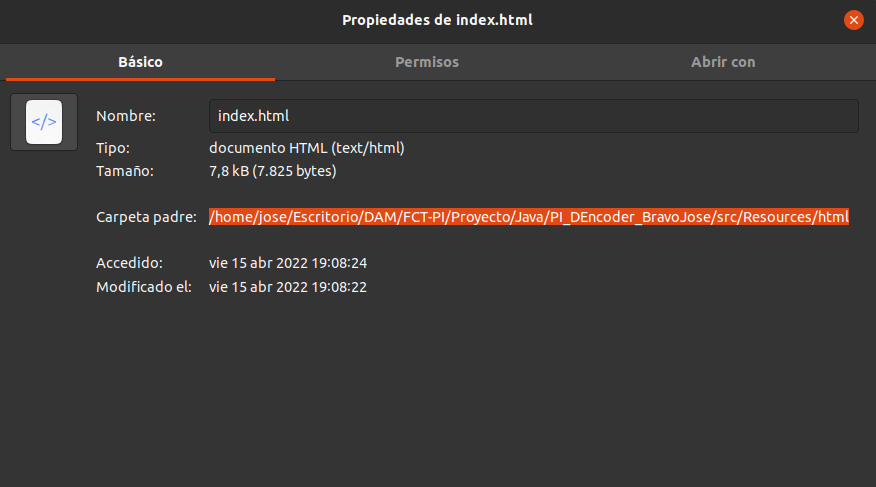 Propiedades de index.html
Básico Permisos Abrir con
</>
Nombre: index.html
Tipo: documento HTML (text/html)
Tamaño: 7,8 kB (7.825 bytes)
Carpeta padre: /home/jose/Escritorio/DAM/FCT-PI/Proyecto/Java/PI_DEncoder_BravoJose/src/Resources/html
Accedido: vie 15 abr 2022 19:08:24
Modificado el: vie 15 abr 2022 19:08:22